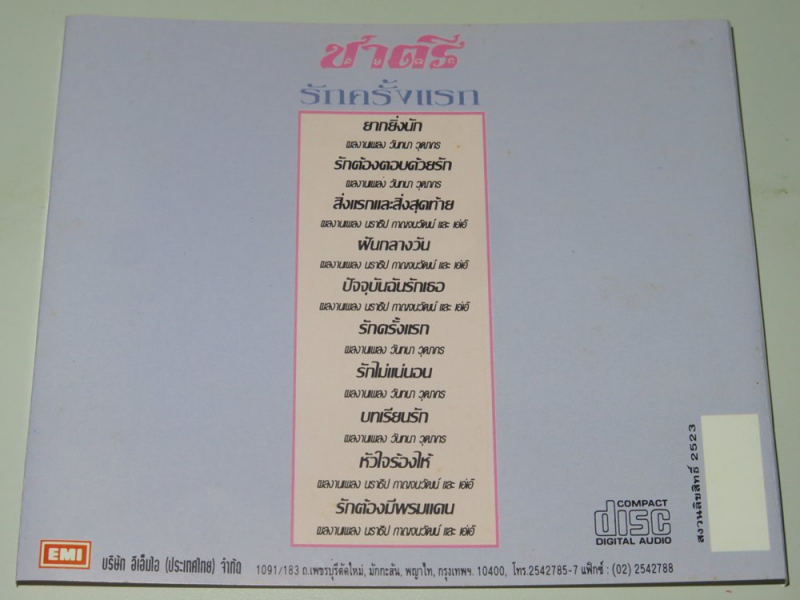 ชาตรี
รักครั้งแรก
ยากยิ่งนัก
ผลงานเพลง วันทนา วุฒาภร
รักต้องตอบด้วยรัก
ผลงานเพลง วันทนา วุฒาภร
สิ่งแรกและสิ่งสุดท้าย
ผลงานเพลง นราธิป กาญจนวัฒน์ และ เอ๋เอ้
ฝันกลางวัน
ผลงานเพลง นราธิป กาญจนวัฒน์ และ เอ๋เอ้
ปัจจุบันฉันรักเธอ
ผลงานเพลง นราธิป กาญจนวัฒน์ และ เอ๋เอ้
รักครั้งแรก
ผลงานเพลง วันทนา วุฒาภร
รักไม่แน่นอน
ผลงานเพลง วันทนา วุฒาภร
บทเรียนรัก
ผลงานเพลง วันทนา วุฒาภร
หัวใจร้องไห้
ผลงานเพลง นราธิป กาญจนวัฒน์ และ เอ๋เอ้
รักต้องมีพรมแดน
ผลงานเพลง นราธิป กาญจนวัฒน์ และ เอ๋เอ้
สงวนลิขสิทธิ์ 2523
COMPACT
disc
DIGITAL AUDIO
EMI
บริษัท อีเอ็มไอ (ประเทศไทย) จำกัด 1091/183 ถ.เพชรบุรีตัดใหม่, มักกะสัน, พญาไท, กรุงเทพฯ. 10400, โทร.2542785-7 แฟ็กซ์ : (02) 2542788